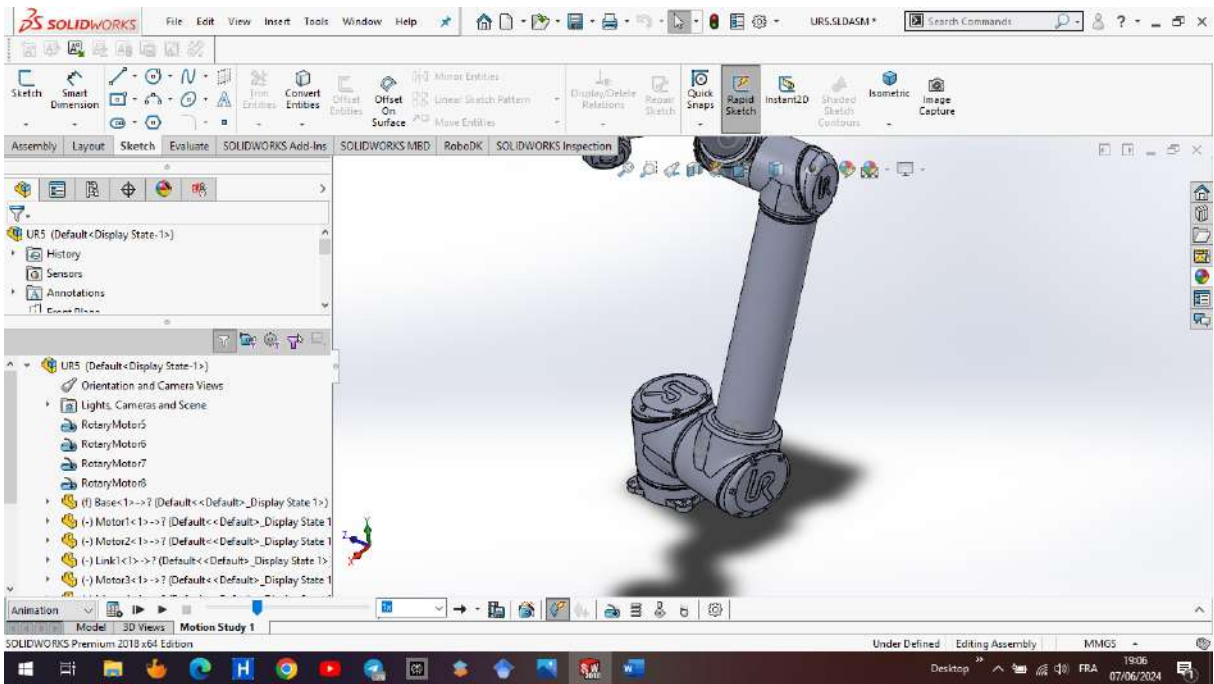 SOLIDWORKS File Edit View Insert Tools Window Help UR5.SLDASM * Search Commands
Sketch Smart Dimension Trim Entities Convert Entities Offset Entities Offset On Surface Mirror Entities Linear Sketch Pattern Move Entities Display/Delete Relations Repair Sketch Quick Snaps Rapid Sketch Instant2D Shaded Sketch Contours Isometric Image Capture
Assembly Layout Sketch Evaluate SOLIDWORKS Add-Ins SOLIDWORKS MBD RoboDK SOLIDWORKS Inspection
UR5 (Default<Display State-1>)
History
Sensors
Annotations
Front Plane
UR5 (Default<Display State-1>)
Orientation and Camera Views
Lights, Cameras and Scene
RotaryMotor5
RotaryMotor6
RotaryMotor7
RotaryMotor8
(f) Base<1>->? (Default<<Default>_Display State 1>)
(-) Motor1<1>->? (Default<<Default>_Display State 1
(-) Motor2<1>->? (Default<<Default>_Display State 1
(-) Link1<1>->? (Default<<Default>_Display State 1>
(-) Motor3<1>->? (Default<<Default>_Display State 1
UR
UR
UR
Z Y X
Animation 1x
Model 3D Views Motion Study 1
SOLIDWORKS Premium 2018 x64 Edition Under Defined Editing Assembly MMGS
Desktop FRA 19:06
07/06/2024